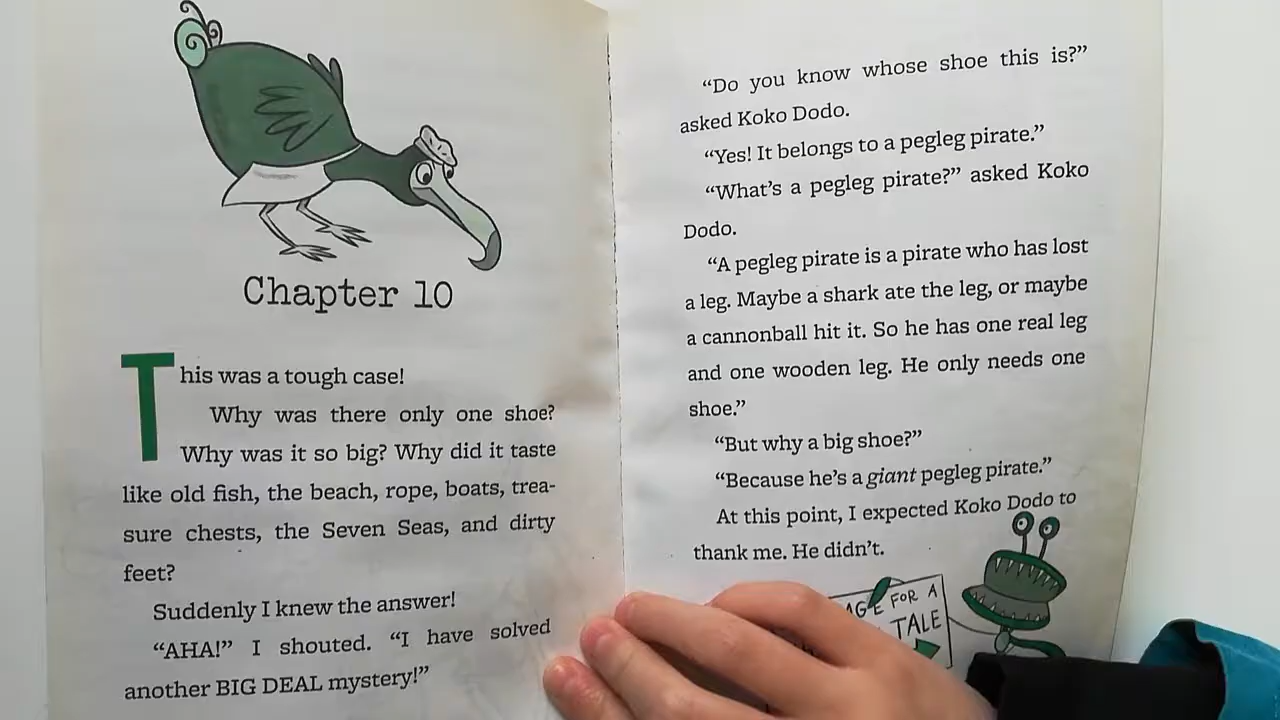 Chapter 10
This was a tough case!
Why was there only one shoe?
Why was it so big? Why did it taste
like old fish, the beach, rope, boats, trea-
sure chests, the Seven Seas, and dirty
feet?
Suddenly I knew the answer!
“AHA!” I shouted. “I have solved
another BIG DEAL mystery!”
“Do you know whose shoe this is?”
asked Koko Dodo.
“Yes! It belongs to a pegleg pirate.”
“What’s a pegleg pirate?” asked Koko
Dodo.
“A pegleg pirate is a pirate who has lost
a leg. Maybe a shark ate the leg, or maybe
a cannonball hit it. So he has one real leg
and one wooden leg. He only needs one
shoe.”
“But why a big shoe?”
“Because he’s a giant pegleg pirate.”
At this point, I expected Koko Dodo to
thank me. He didn’t.
FOR A
TALE